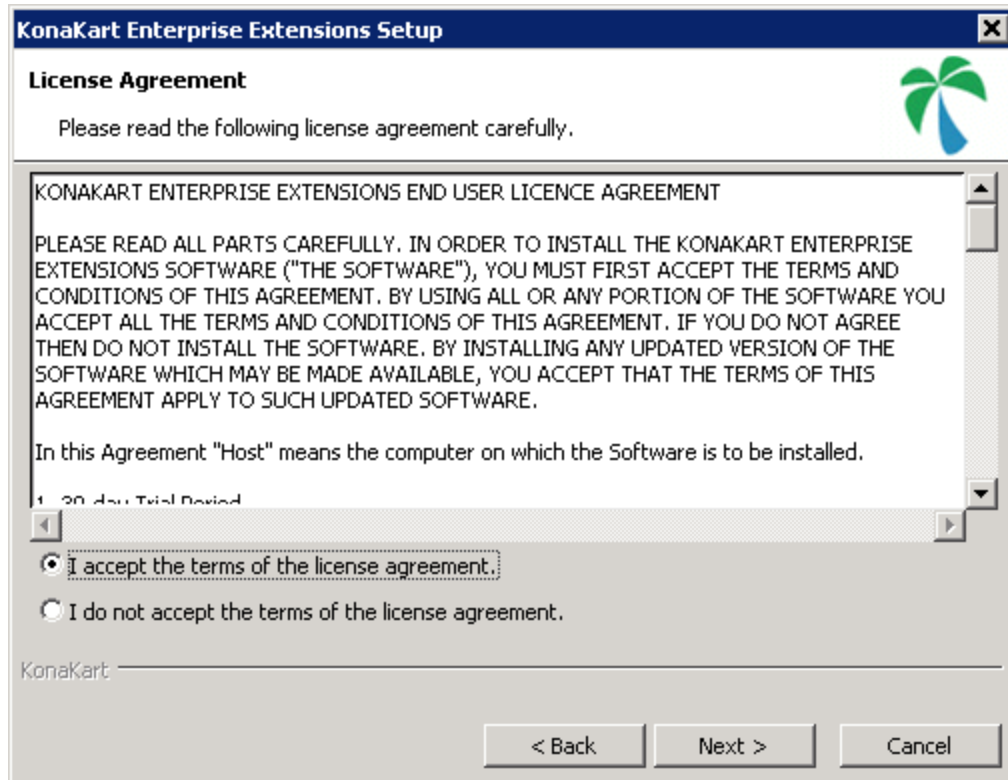 KonaKart Enterprise Extensions Setup
License Agreement
Please read the following license agreement carefully.
KONAKART ENTERPRISE EXTENSIONS END USER LICENCE AGREEMENT
PLEASE READ ALL PARTS CAREFULLY. IN ORDER TO INSTALL THE KONAKART ENTERPRISE
EXTENSIONS SOFTWARE ("THE SOFTWARE"), YOU MUST FIRST ACCEPT THE TERMS AND
CONDITIONS OF THIS AGREEMENT. BY USING ALL OR ANY PORTION OF THE SOFTWARE YOU
ACCEPT ALL THE TERMS AND CONDITIONS OF THIS AGREEMENT. IF YOU DO NOT AGREE
THEN DO NOT INSTALL THE SOFTWARE. BY INSTALLING ANY UPDATED VERSION OF THE
SOFTWARE WHICH MAY BE MADE AVAILABLE, YOU ACCEPT THAT THE TERMS OF THIS
AGREEMENT APPLY TO SUCH UPDATED SOFTWARE.
In this Agreement "Host" means the computer on which the Software is to be installed.
1. 30-day Trial Period
I accept the terms of the license agreement.
I do not accept the terms of the license agreement.
KonaKart
< Back
Next >
Cancel